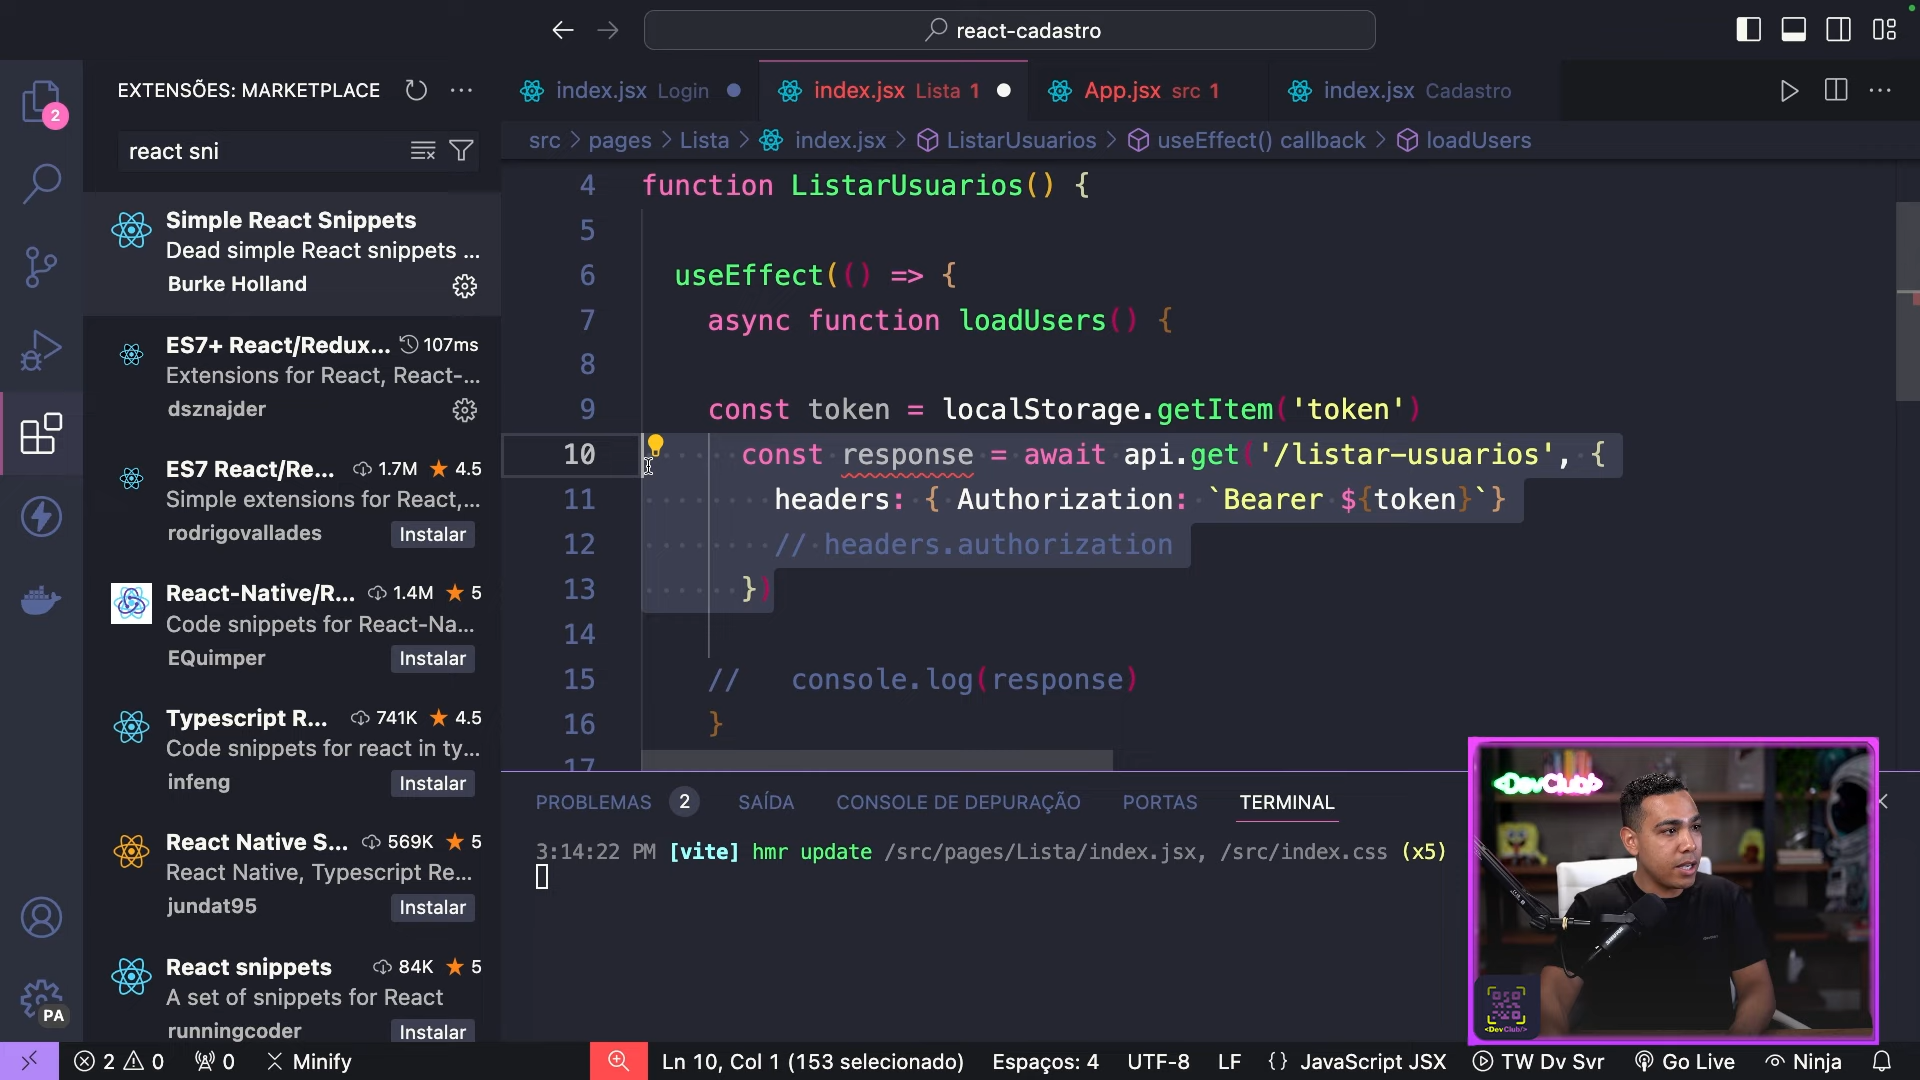 react-cadastro
EXTENSÕES: MARKETPLACE
react sni
Simple React Snippets
Dead simple React snippets ...
Burke Holland
ES7+ React/Redux... 107ms
Extensions for React, React-...
dsznajder
ES7 React/Re... 1.7M 4.5
Simple extensions for React,...
rodrigovallades Instalar
React-Native/R... 1.4M 5
Code snippets for React-Na...
EQuimper Instalar
Typescript R... 741K 4.5
Code snippets for react in ty...
infeng Instalar
React Native S... 569K 5
React Native, Typescript Re...
jundat95 Instalar
React snippets 84K 5
A set of snippets for React
runningcoder Instalar
2
PA
index.jsx Login index.jsx Lista 1 App.jsx src 1 index.jsx Cadastro
src > pages > Lista > index.jsx > ListarUsuarios > useEffect() callback > loadUsers
4 function ListarUsuarios() {
5
6 useEffect(() => {
7 async function loadUsers() {
8
9 const token = localStorage.getItem('token')
10 const response = await api.get('/listar-usuarios', {
11 headers: { Authorization: `Bearer ${token}`}
12 // headers.authorization
13 })
14
15 // console.log(response)
16 }
17
PROBLEMAS 2 SAÍDA CONSOLE DE DEPURAÇÃO PORTAS TERMINAL
3:14:22 PM [vite] hmr update /src/pages/Lista/index.jsx, /src/index.css (x5)
<DevClub/>
<DevClub/>
2 0 0 Minify Ln 10, Col 1 (153 selecionado) Espaços: 4 UTF-8 LF {} JavaScript JSX TW Dv Svr Go Live Ninja